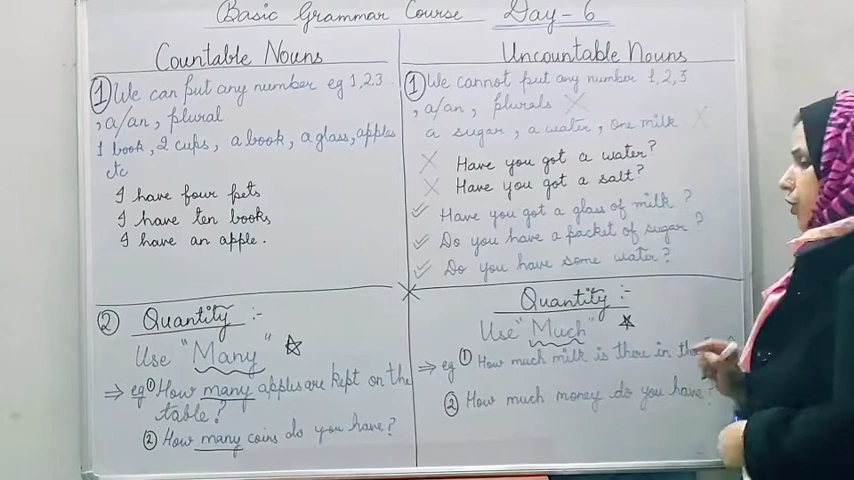 Basic Grammar Course Day-6
Countable Nouns
① We can put any number eg 1,2,3...
, a/an, plural
1 book, 2 cups, a book, a glass, apples
etc
I have four pets
I have ten books
I have an apple.
② Quantity :-
Use "Many" ☆
⇒ eg ① How many apples are kept on the
table?
② How many coins do you have?
Uncountable Nouns
① We cannot put any number 1,2,3
, a/an, plurals X
a sugar, a water, one milk X
X Have you got a water?
X Have you got a salt?
✓ Have you got a glass of milk?
✓ Do you have a packet of sugar?
✓ Do you have some water?
Quantity :-
Use "Much" ☆
⇒ eg ① How much milk is there in the
② How much money do you have?